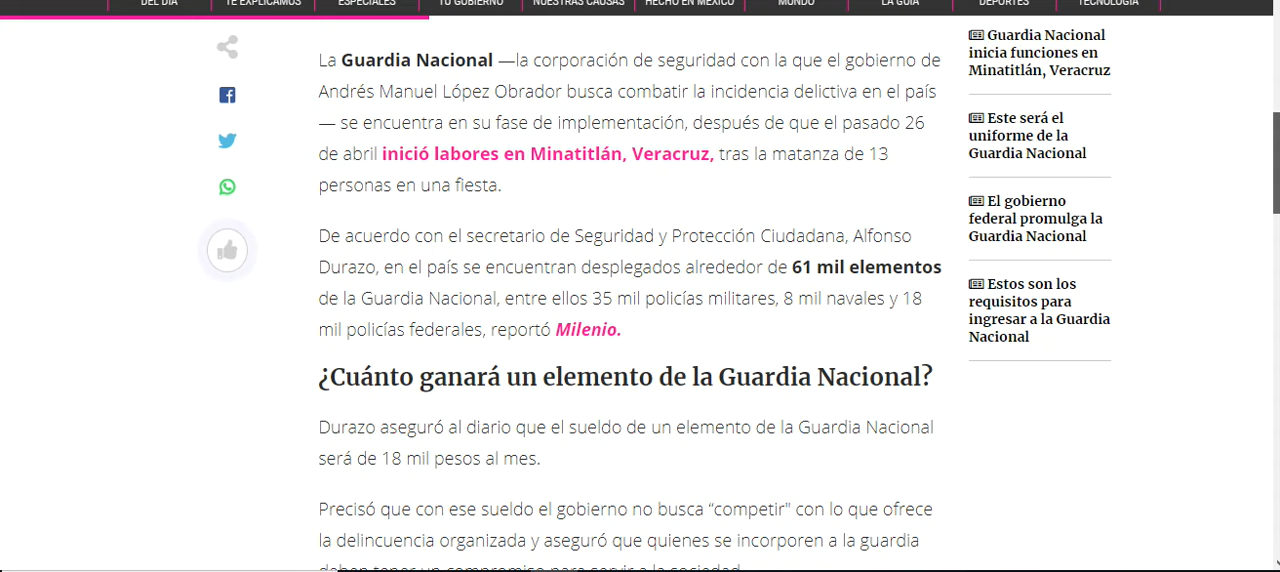 DEL DÍA
TE EXPLICAMOS
ESPECIALES
TU GOBIERNO
NUESTRAS CAUSAS
HECHO EN MÉXICO
MUNDO
LA GUÍA
DEPORTES
TECNOLOGÍA
La Guardia Nacional —la corporación de seguridad con la que el gobierno de
Andrés Manuel López Obrador busca combatir la incidencia delictiva en el país
— se encuentra en su fase de implementación, después de que el pasado 26
de abril inició labores en Minatitlán, Veracruz, tras la matanza de 13
personas en una fiesta.
De acuerdo con el secretario de Seguridad y Protección Ciudadana, Alfonso
Durazo, en el país se encuentran desplegados alrededor de 61 mil elementos
de la Guardia Nacional, entre ellos 35 mil policías militares, 8 mil navales y 18
mil policías federales, reportó Milenio.
¿Cuánto ganará un elemento de la Guardia Nacional?
Durazo aseguró al diario que el sueldo de un elemento de la Guardia Nacional
será de 18 mil pesos al mes.
Precisó que con ese sueldo el gobierno no busca “competir" con lo que ofrece
la delincuencia organizada y aseguró que quienes se incorporen a la guardia
deben tener un compromiso para servir a la sociedad
Guardia Nacional
inicia funciones en
Minatitlán, Veracruz
Este será el
uniforme de la
Guardia Nacional
El gobierno
federal promulga la
Guardia Nacional
Estos son los
requisitos para
ingresar a la Guardia
Nacional